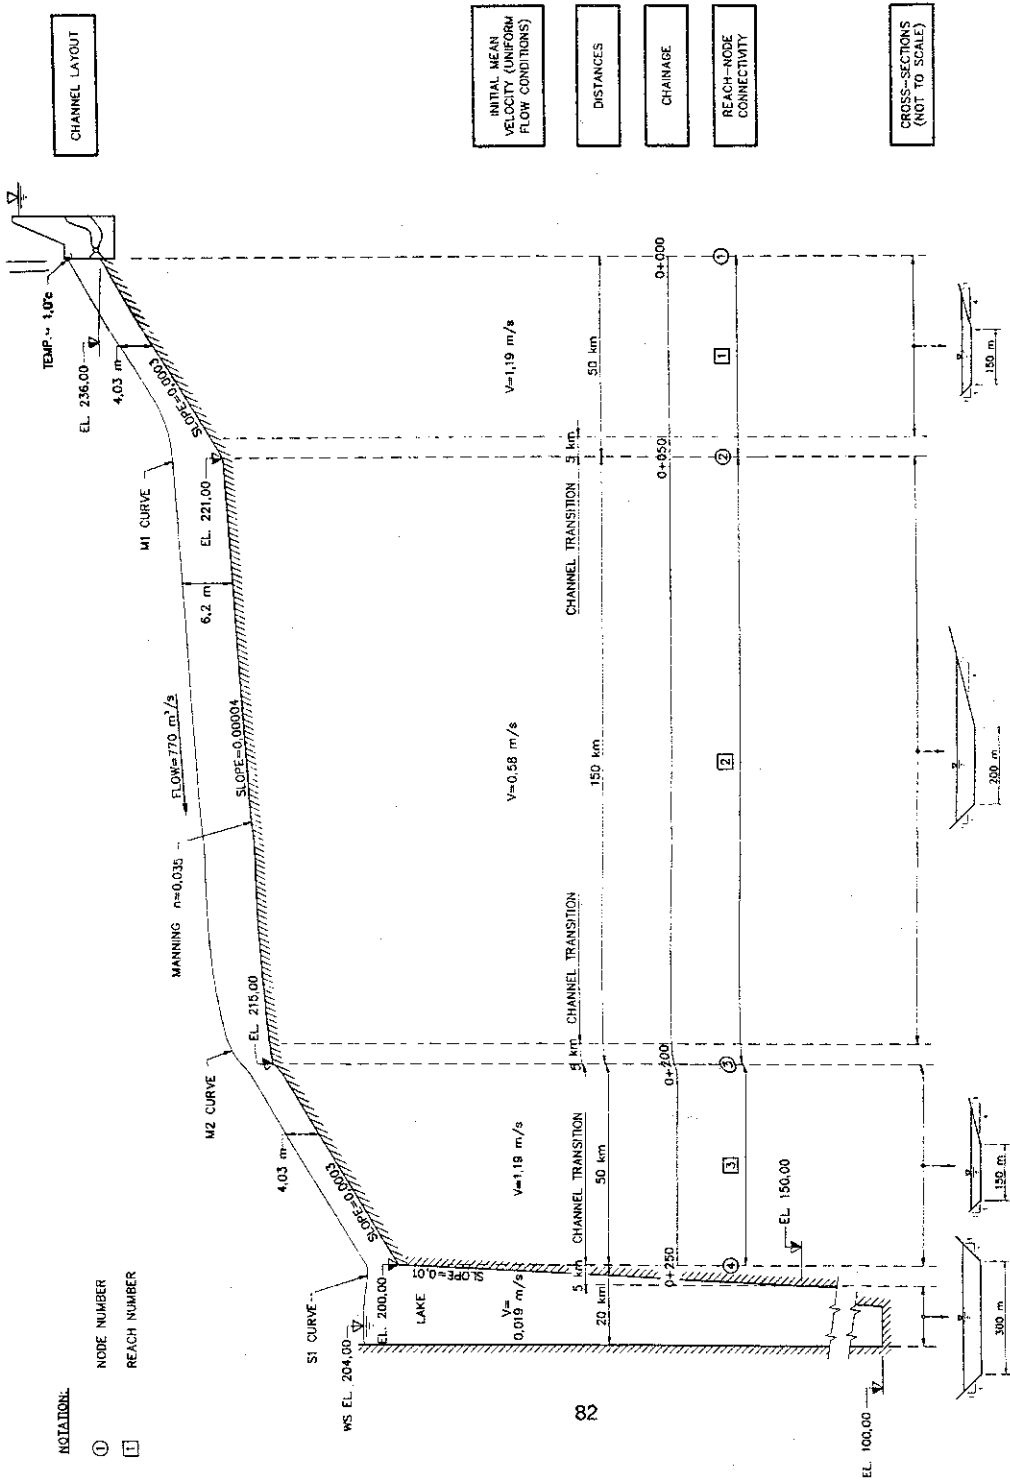 CHANNEL LAYOUT
TEMP.~ 1,0°c
EL. 236.00
4,03 m
SLOPE=0.0003
M1 CURVE
EL. 221.00
6,2 m
FLOW=770 m³/s
SLOPE=0.00004
MANNING n=0.035
M2 CURVE
EL. 215.00
4,03 m
SLOPE=0.0003
S1 CURVE
WS EL. 204.00
EL. 200.00
LAKE
SLOPE=0.01
EL. 150.00
EL. 100.00
INITIAL MEAN
VELOCITY (UNIFORM
FLOW CONDITIONS)
V=
0,019 m/s
V=1,19 m/s
V=0,58 m/s
V=1,19 m/s
DISTANCES
CHANNEL TRANSITION
5 km
CHANNEL TRANSITION
5 km
CHANNEL TRANSITION
5 km
20 km
50 km
150 km
50 km
CHAINAGE
0+250
0+200
0+050
0+000
REACH-NODE
CONNECTIVITY
4
3
3
2
2
1
1
CROSS-SECTIONS
(NOT TO SCALE)
300 m
150 m
200 m
150 m
NOTATION:
1 NODE NUMBER
1 REACH NUMBER
82